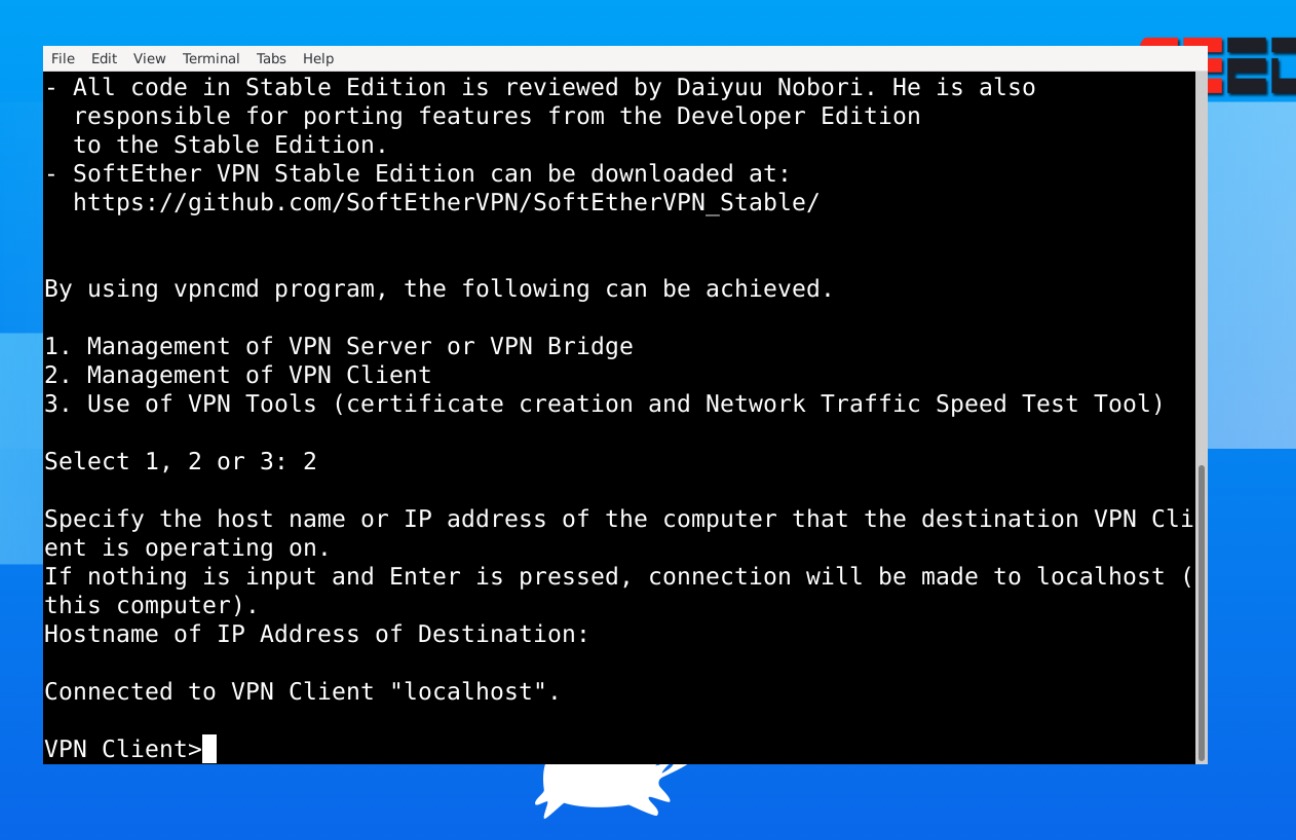 File Edit View Terminal Tabs Help
- All code in Stable Edition is reviewed by Daiyuu Nobori. He is also
  responsible for porting features from the Developer Edition
  to the Stable Edition.
- SoftEther VPN Stable Edition can be downloaded at:
  https://github.com/SoftEtherVPN/SoftEtherVPN_Stable/
By using vpncmd program, the following can be achieved.
1. Management of VPN Server or VPN Bridge
2. Management of VPN Client
3. Use of VPN Tools (certificate creation and Network Traffic Speed Test Tool)
Select 1, 2 or 3: 2
Specify the host name or IP address of the computer that the destination VPN Cli
ent is operating on.
If nothing is input and Enter is pressed, connection will be made to localhost (
this computer).
Hostname of IP Address of Destination:
Connected to VPN Client "localhost".
VPN Client>